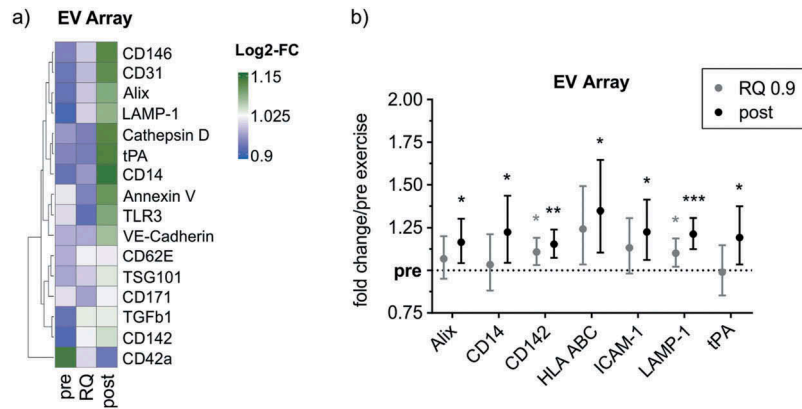 a)
EV Array
CD146
CD31
Alix
LAMP-1
Cathepsin D
tPA
CD14
Annexin V
TLR3
VE-Cadherin
CD62E
TSG101
CD171
TGFb1
CD142
CD42a
pre
RQ
post
Log2-FC
1.15
1.025
0.9
b)
EV Array
RQ 0.9
post
fold change/pre exercise
2.00
1.75
1.50
1.25
pre
0.75
*
*
*
**
*
*
*
***
*
Alix
CD14
CD142
HLA ABC
ICAM-1
LAMP-1
tPA